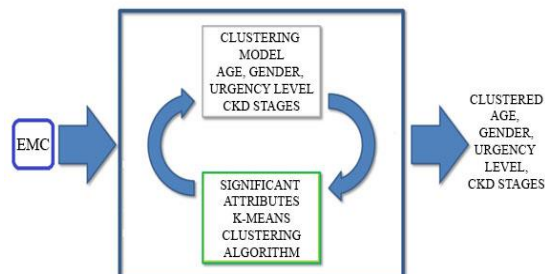 EMC
CLUSTERING
MODEL
AGE, GENDER,
URGENCY LEVEL
CKD STAGES
SIGNIFICANT
ATTRIBUTES
K-MEANS
CLUSTERING
ALGORITHM
CLUSTERED
AGE,
GENDER,
URGENCY
LEVEL,
CKD STAGES